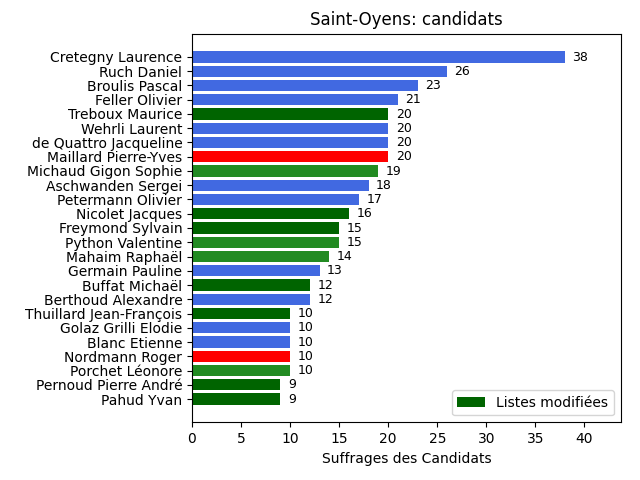 Saint-Oyens: candidats
Cretegny Laurence 38
Ruch Daniel 26
Broulis Pascal 23
Feller Olivier 21
Treboux Maurice 20
Wehrli Laurent 20
de Quattro Jacqueline 20
Maillard Pierre-Yves 20
Michaud Gigon Sophie 19
Aschwanden Sergei 18
Petermann Olivier 17
Nicolet Jacques 16
Freymond Sylvain 15
Python Valentine 15
Mahaim Raphaël 14
Germain Pauline 13
Buffat Michaël 12
Berthoud Alexandre 12
Thuillard Jean-François 10
Golaz Grilli Elodie 10
Blanc Etienne 10
Nordmann Roger 10
Porchet Léonore 10
Pernoud Pierre André 9
Pahud Yvan 9
Listes modifiées
0 5 10 15 20 25 30 35 40
Suffrages des Candidats